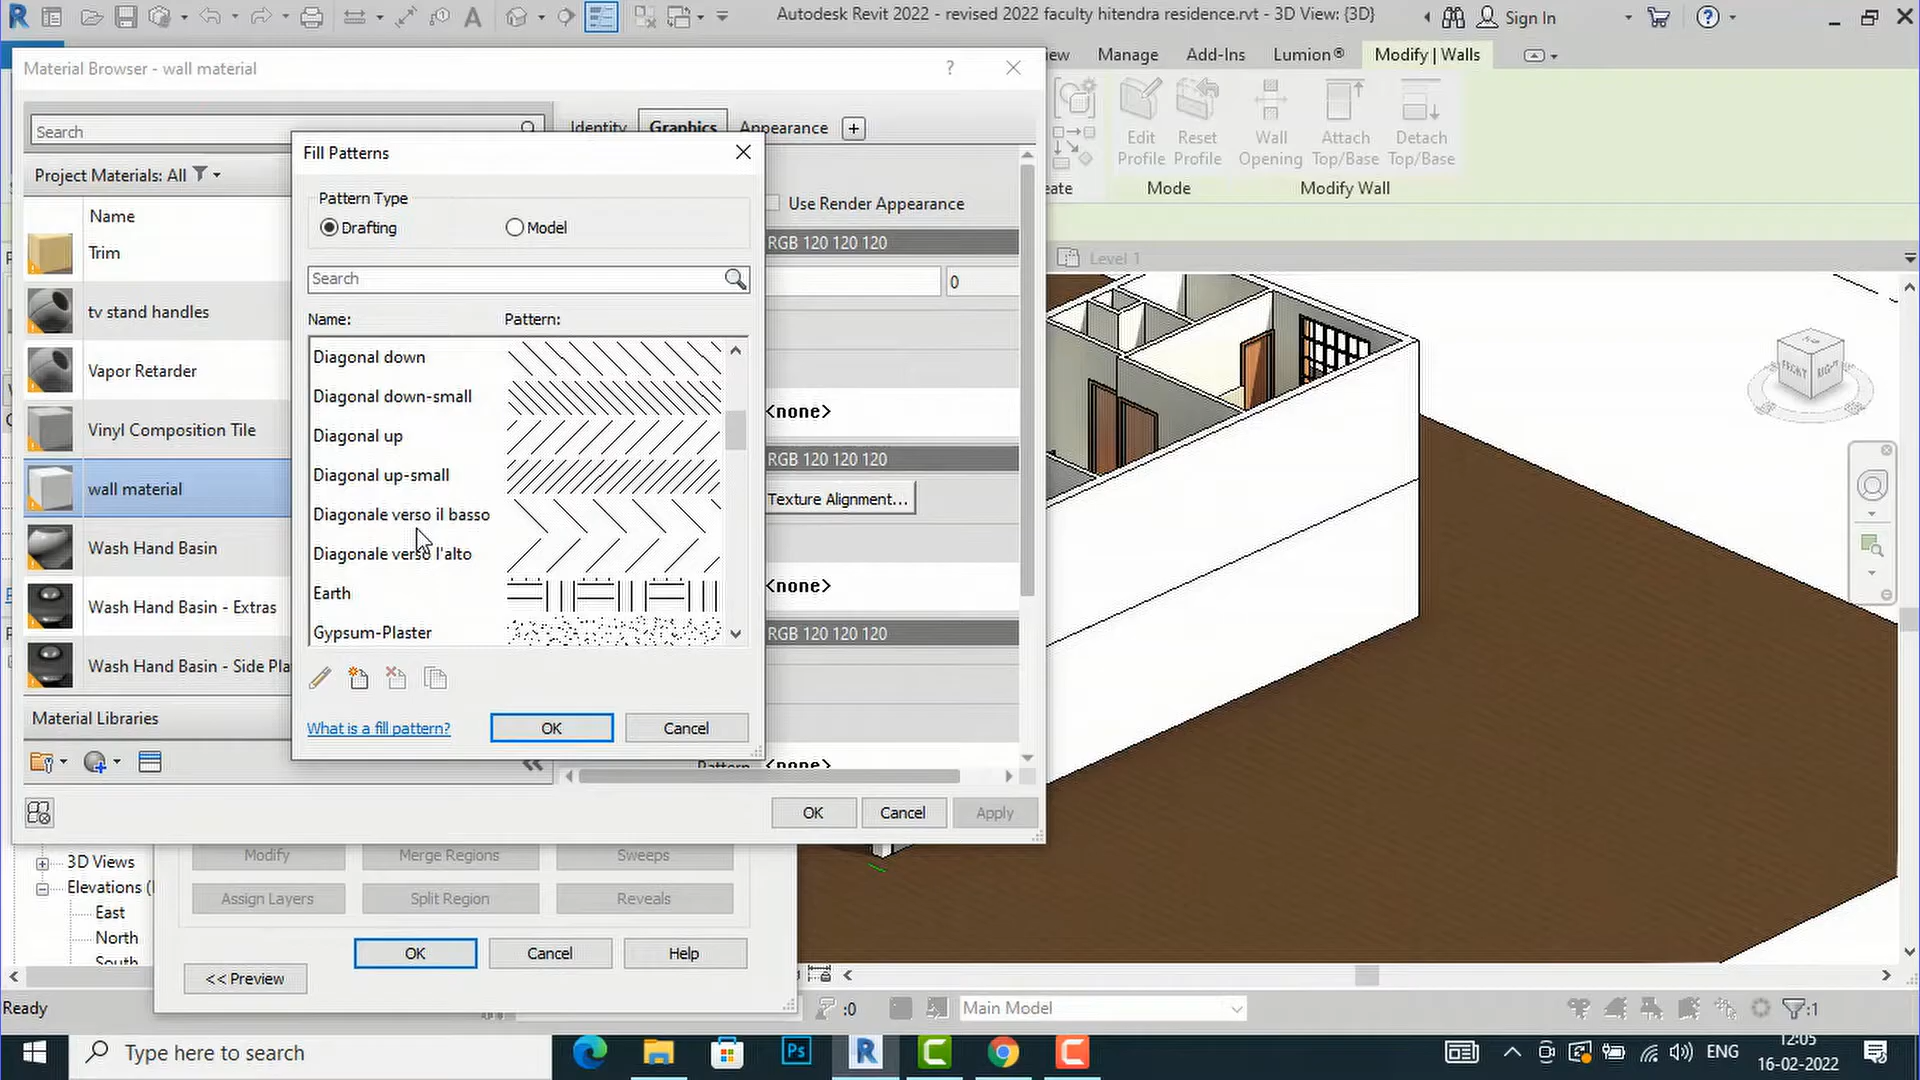 Autodesk Revit 2022 - revised 2022 faculty hitendra residence.rvt - 3D View: {3D}
Sign In
Manage
Add-Ins
Lumion®
Modify | Walls
Material Browser - wall material
Search
Identity
Graphics
Appearance
Project Materials: All
Name
Trim
tv stand handles
Vapor Retarder
Vinyl Composition Tile
wall material
Wash Hand Basin
Wash Hand Basin - Extras
Wash Hand Basin - Side Pla
Material Libraries
Fill Patterns
Pattern Type
Drafting
Model
Search
Name:
Pattern:
Diagonal down
Diagonal down-small
Diagonal up
Diagonal up-small
Diagonale verso il basso
Diagonale verso l'alto
Earth
Gypsum-Plaster
What is a fill pattern?
OK
Cancel
Use Render Appearance
RGB 120 120 120
0
<none>
RGB 120 120 120
Texture Alignment...
<none>
RGB 120 120 120
Pattern
<none>
OK
Cancel
Apply
Edit Profile
Reset Profile
Wall Opening
Attach Top/Base
Detach Top/Base
eate
Mode
Modify Wall
Level 1
FRONT
RIGHT
3D Views
Elevations (
East
North
South
Modify
Merge Regions
Sweeps
Assign Layers
Split Region
Reveals
OK
Cancel
Help
<< Preview
Ready
:0
Main Model
:1
Type here to search
ENG
12:05
16-02-2022